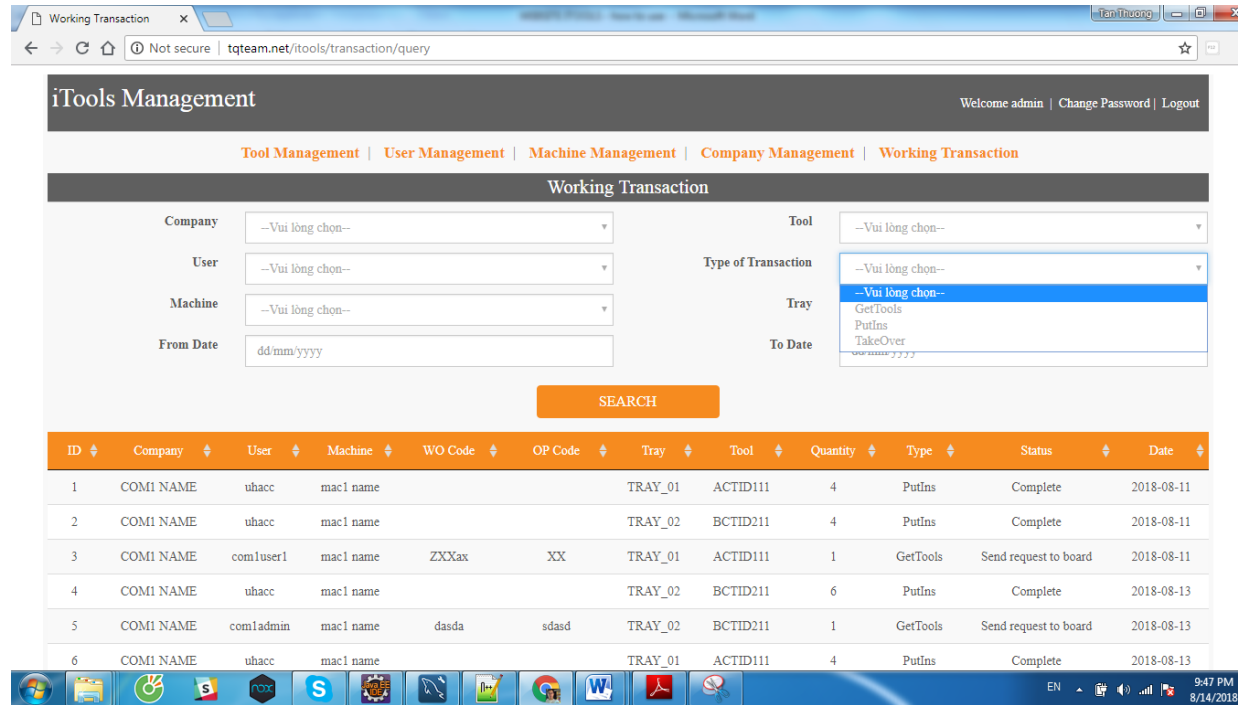 Working Transaction
Tan Thuong
Not secure | tqteam.net/itools/transaction/query
iTools Management
Welcome admin | Change Password | Logout
Tool Management | User Management | Machine Management | Company Management | Working Transaction
Working Transaction
Company --Vui lòng chọn-- Tool --Vui lòng chọn--
User --Vui lòng chọn-- Type of Transaction --Vui lòng chọn--
--Vui lòng chọn--
Machine --Vui lòng chọn-- Tray GetTools
PutIns
From Date dd/mm/yyyy To Date TakeOver
dd/mm/yyyy
SEARCH
ID Company User Machine WO Code OP Code Tray Tool Quantity Type Status Date
1 COM1 NAME uhacc mac1 name TRAY_01 ACTID111 4 PutIns Complete 2018-08-11
2 COM1 NAME uhacc mac1 name TRAY_02 BCTID211 4 PutIns Complete 2018-08-11
3 COM1 NAME com1user1 mac1 name ZXXax XX TRAY_01 ACTID111 1 GetTools Send request to board 2018-08-11
4 COM1 NAME uhacc mac1 name TRAY_02 BCTID211 6 PutIns Complete 2018-08-13
5 COM1 NAME com1admin mac1 name dasda sdasd TRAY_02 BCTID211 1 GetTools Send request to board 2018-08-13
6 COM1 NAME uhacc mac1 name TRAY_01 ACTID111 4 PutIns Complete 2018-08-13
EN 9:47 PM
8/14/2018